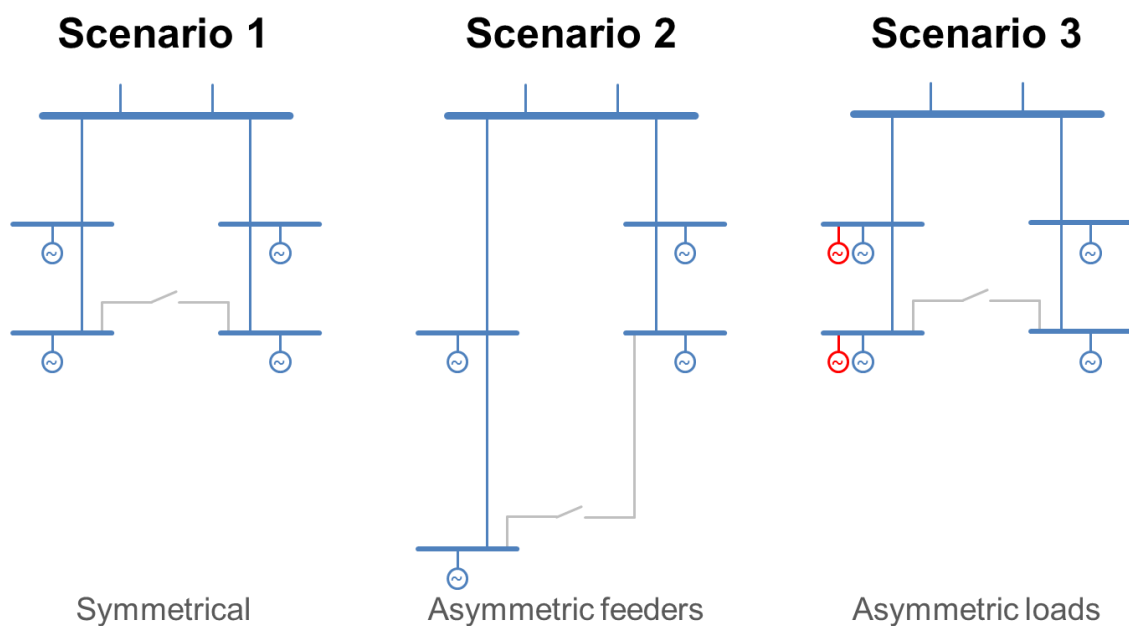 Scenario 1
Scenario 2
Scenario 3
Symmetrical
Asymmetric feeders
Asymmetric loads